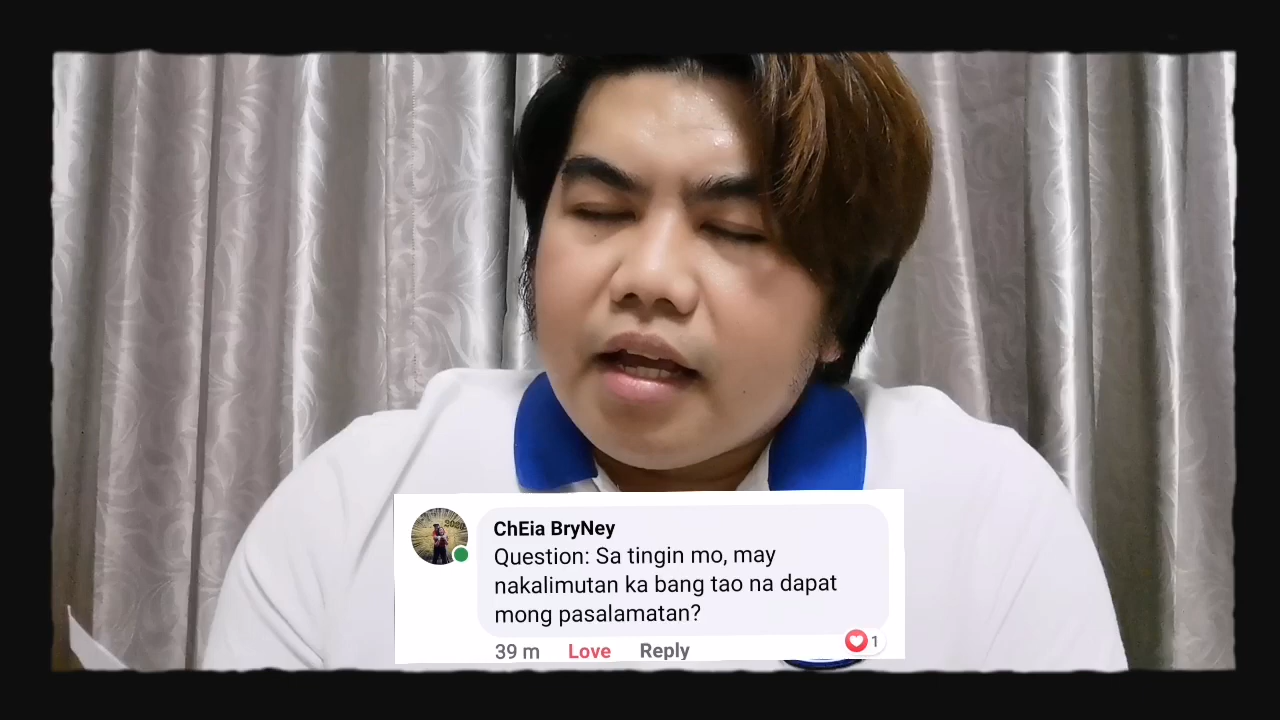 ChEia BryNey
Question: Sa tingin mo, may
nakalimutan ka bang tao na dapat
mong pasalamatan?
39 m Love Reply 1